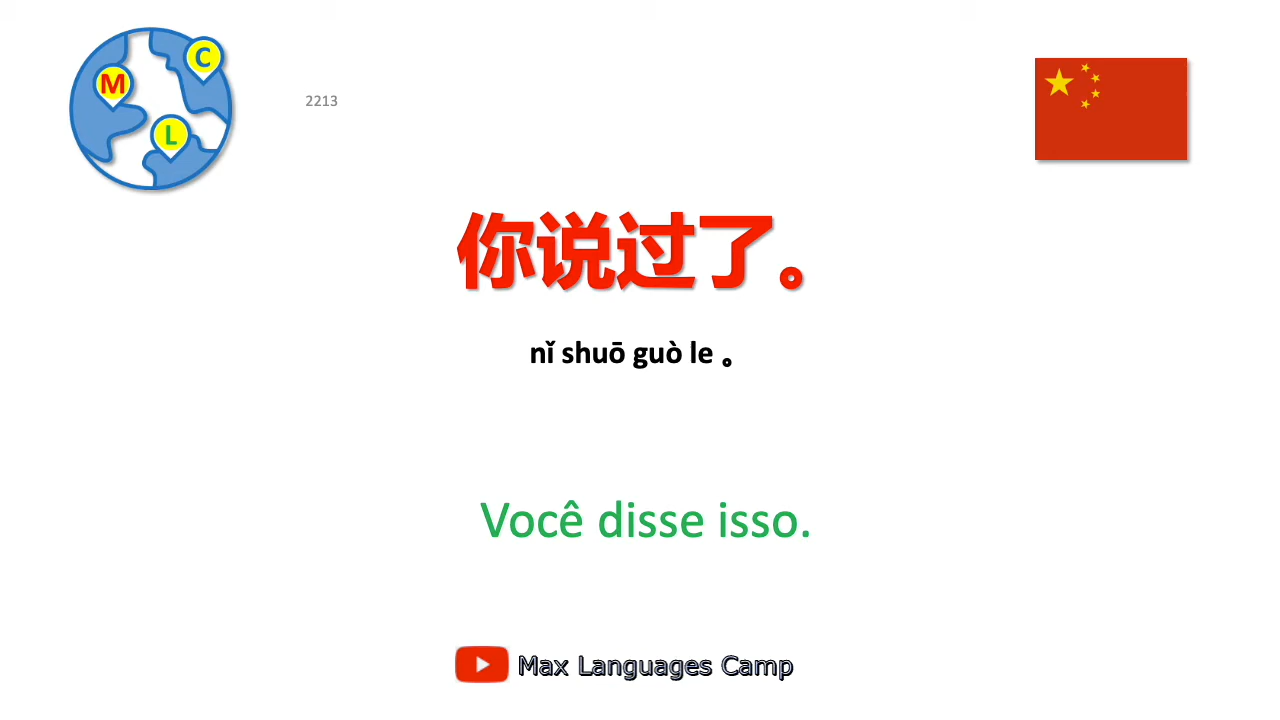 M
C
L
2213
你说过了。
nǐ shuō guò le 。
Você disse isso.
Max Languages Camp